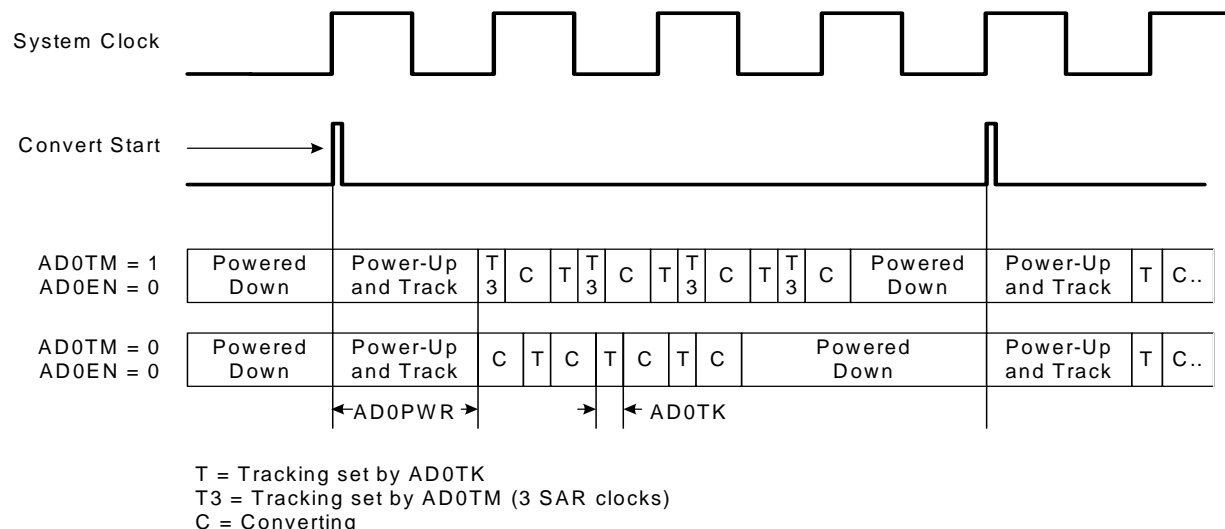 System Clock
Convert Start
AD0TM = 1
AD0EN = 0
Powered
Down
Power-Up
and Track
T
3
C
T
T
3
C
T
T
3
C
T
T
3
C
Powered
Down
Power-Up
and Track
T
C..
AD0TM = 0
AD0EN = 0
Powered
Down
Power-Up
and Track
C
T
C
T
C
T
C
Powered
Down
Power-Up
and Track
T
C..
AD0PWR
AD0TK
T = Tracking set by AD0TK
T3 = Tracking set by AD0TM (3 SAR clocks)
C = Converting